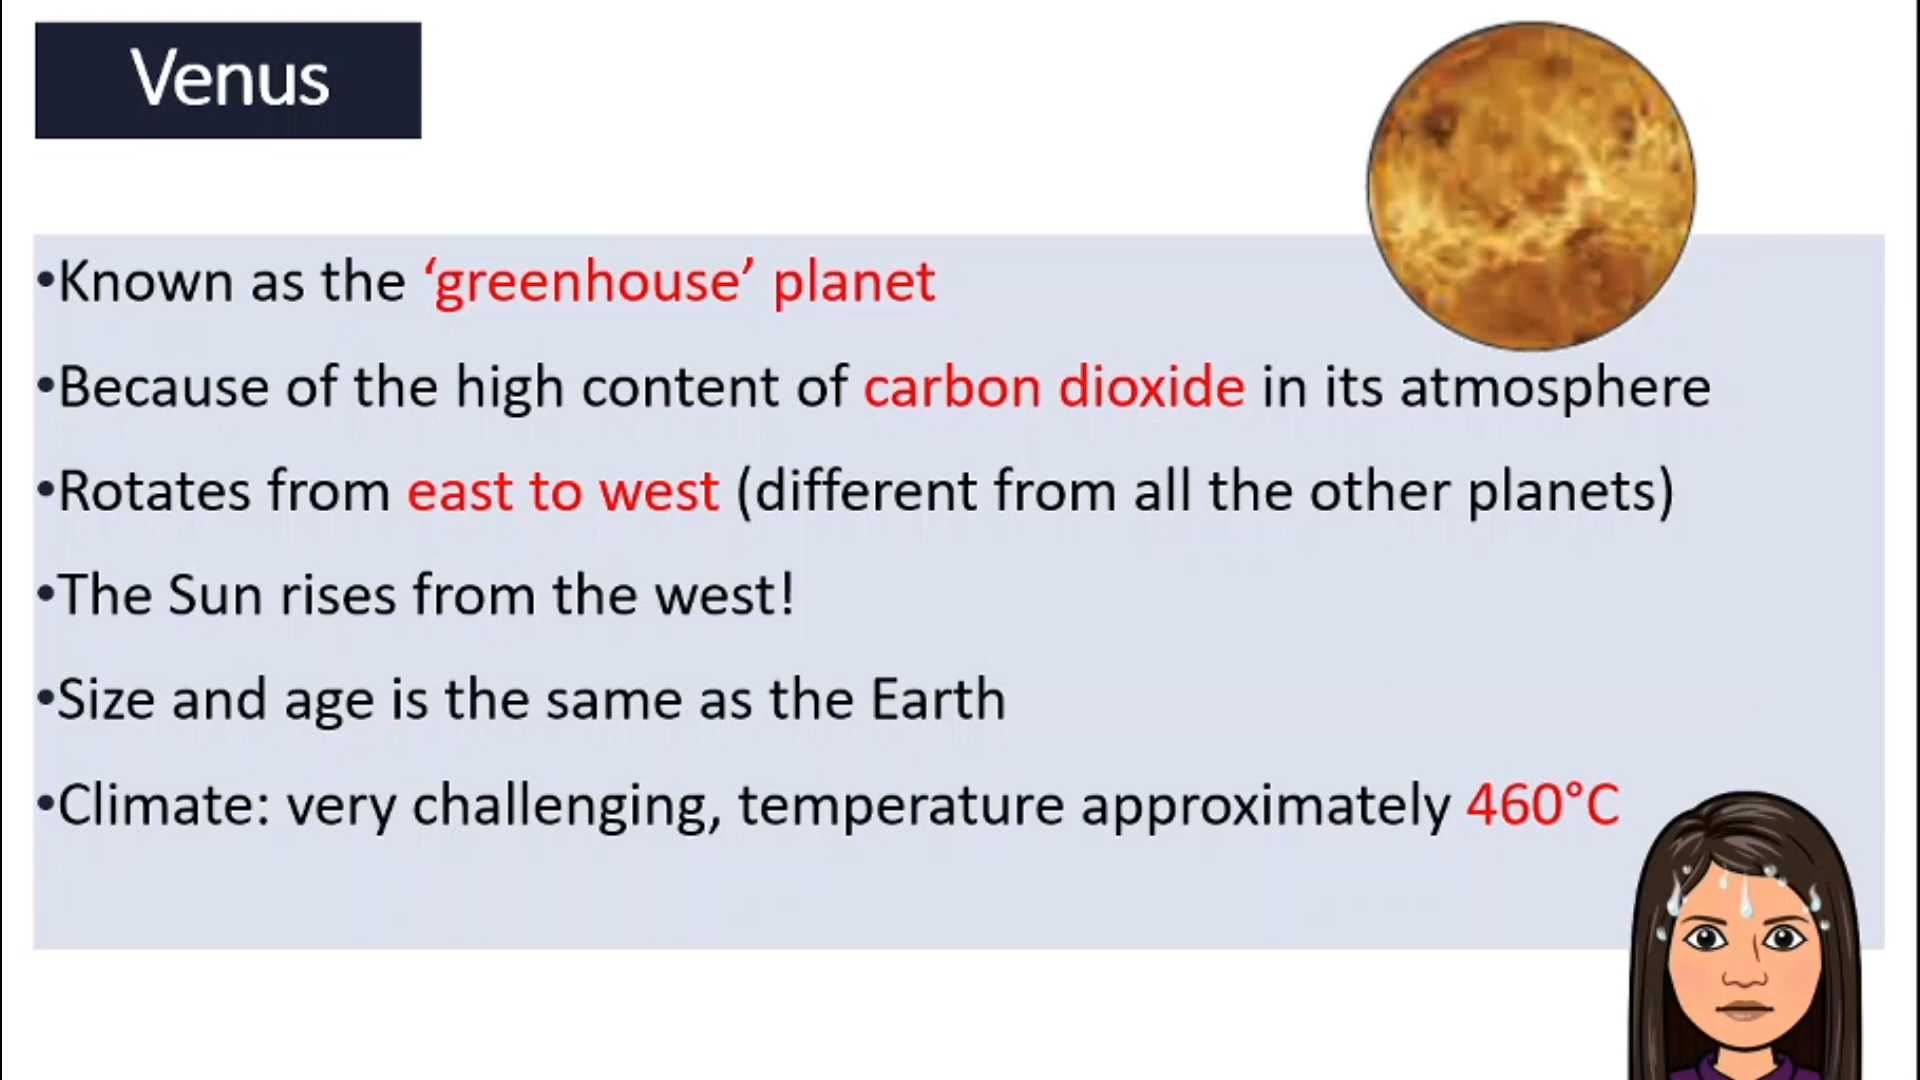 Venus
•Known as the ‘greenhouse’ planet
•Because of the high content of carbon dioxide in its atmosphere
•Rotates from east to west (different from all the other planets)
•The Sun rises from the west!
•Size and age is the same as the Earth
•Climate: very challenging, temperature approximately 460°C